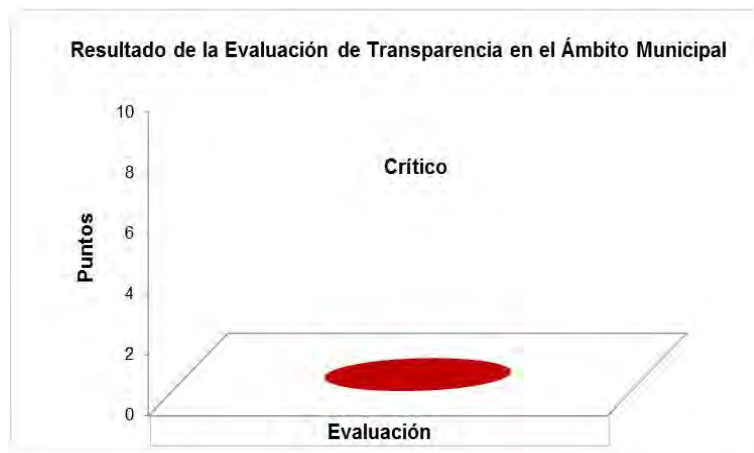 Resultado de la Evaluación de Transparencia en el Ámbito Municipal
10
Crítico
8
6
Puntos
4
2
0
Evaluación